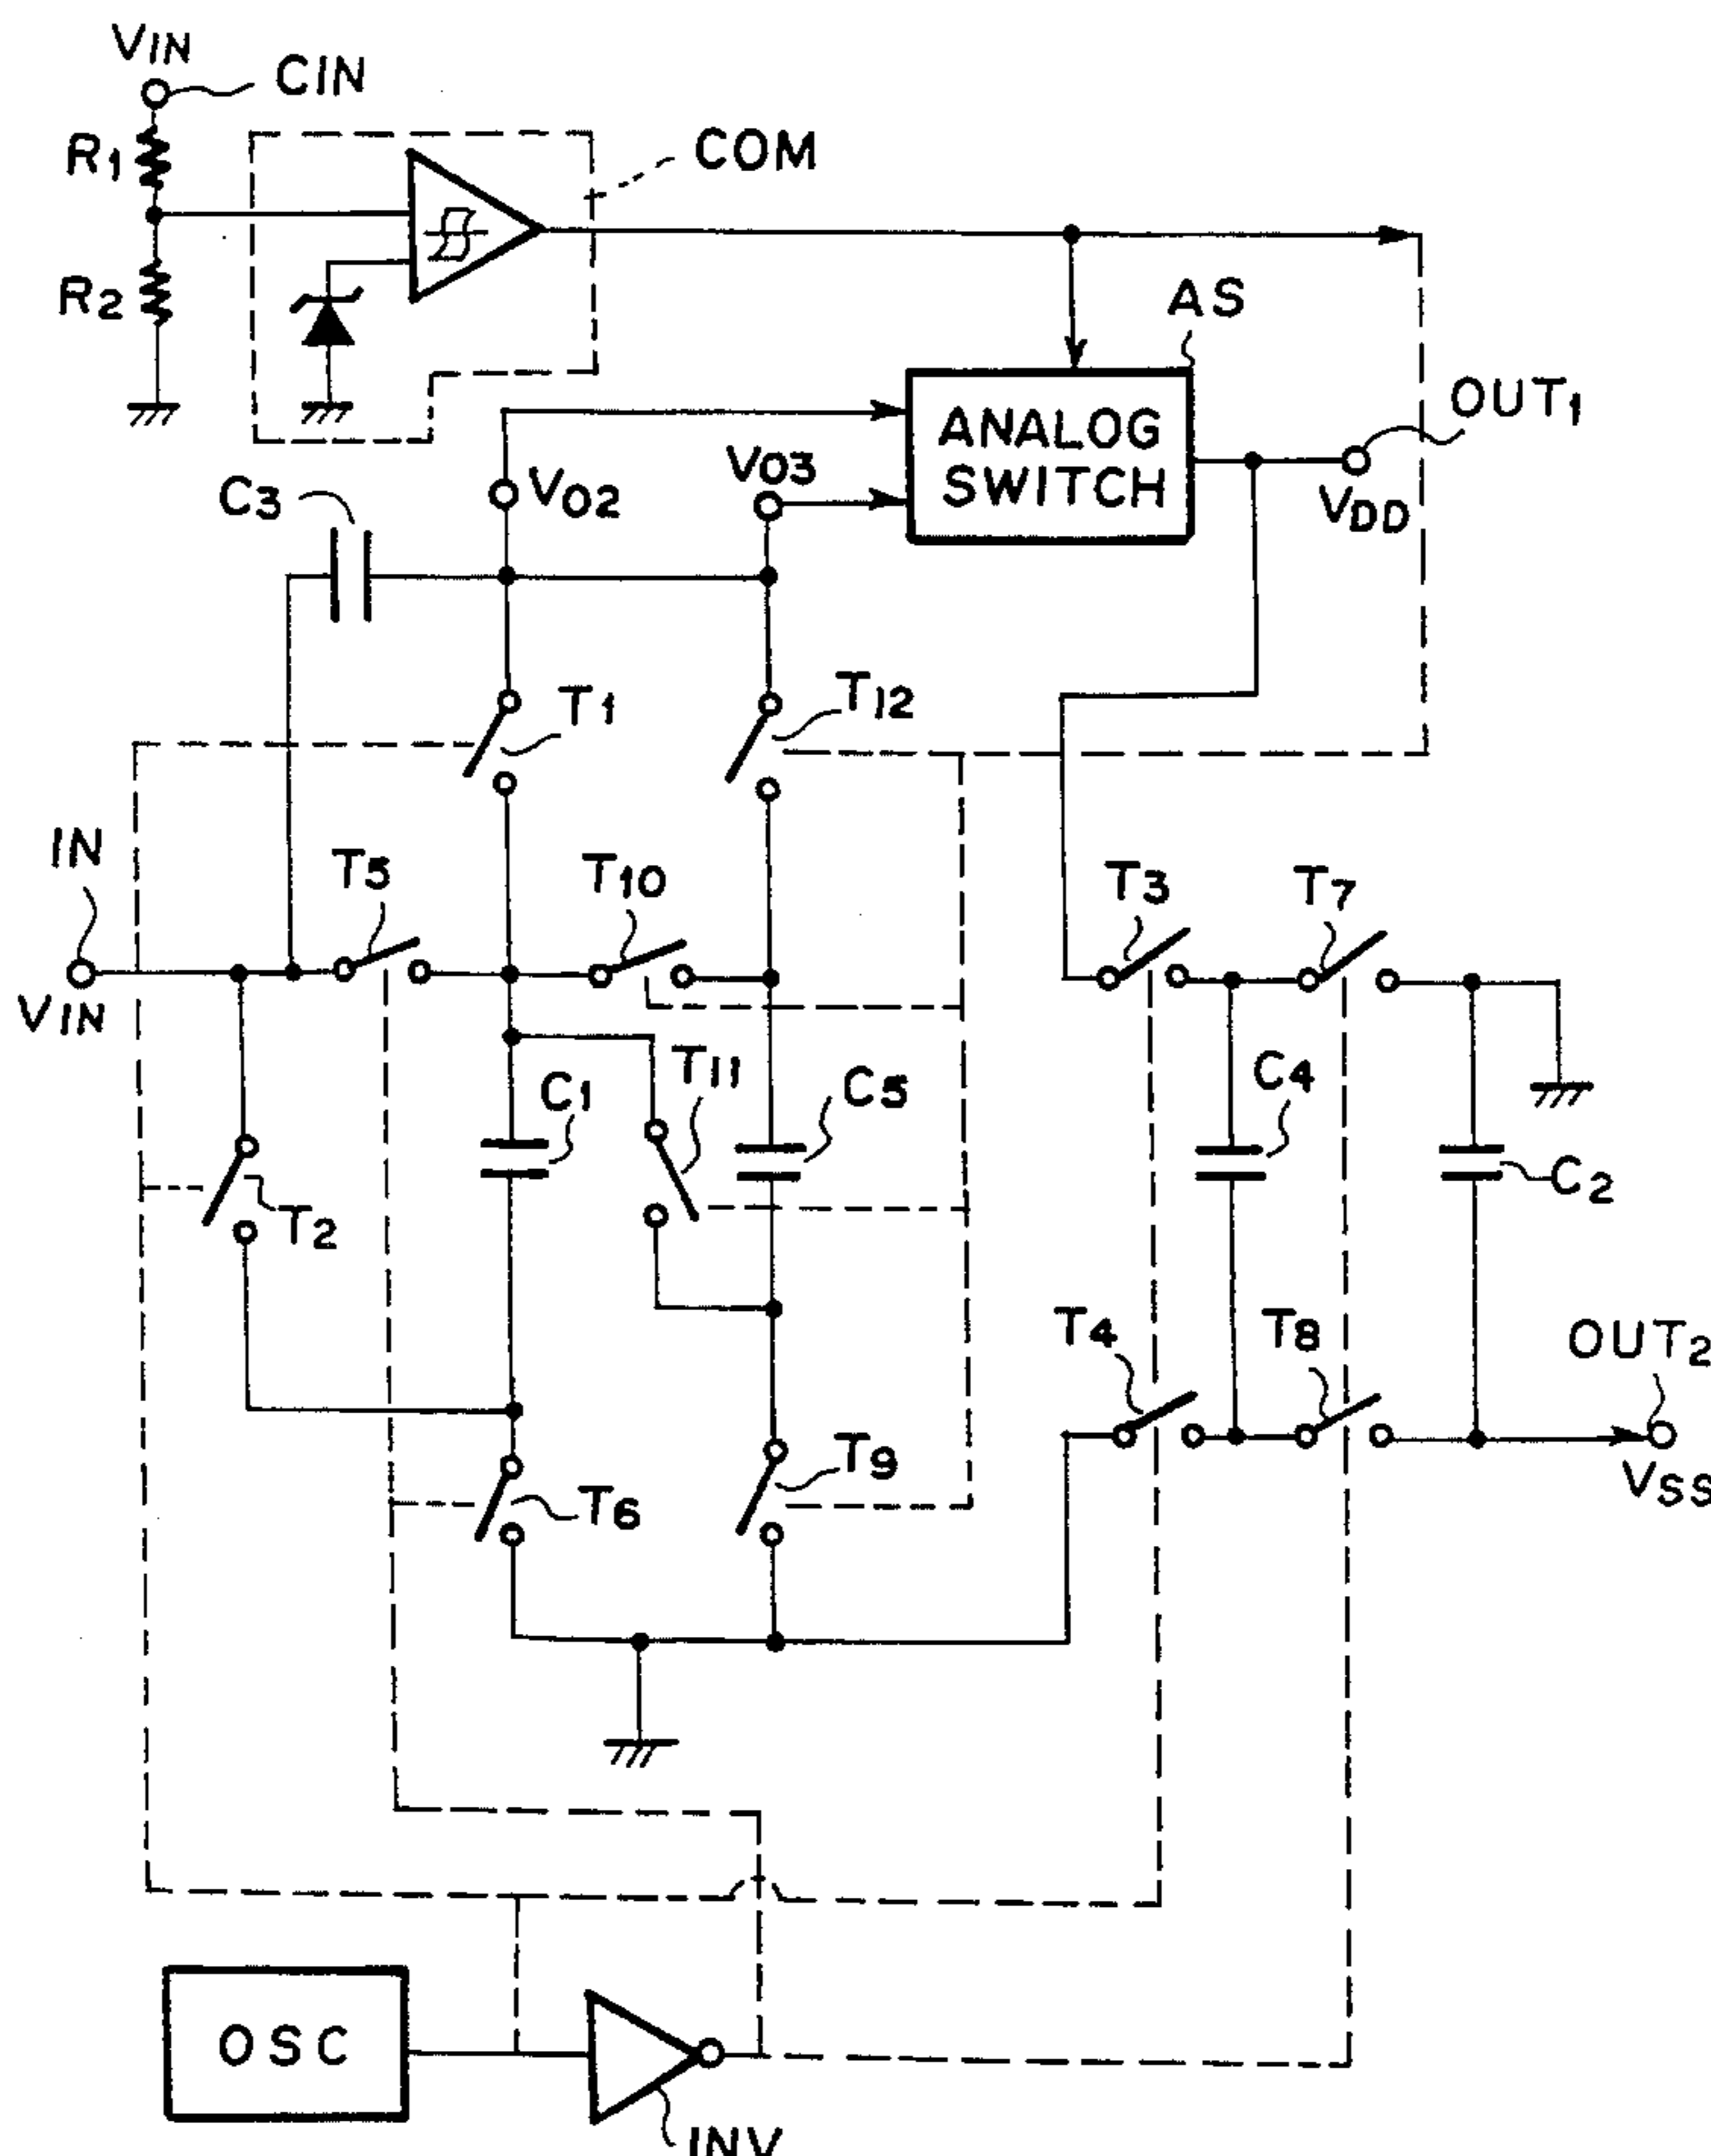 VIN
CIN
R1
COM
R2
AS
ANALOG
SWITCH
OUT1
VDD
C3
VO2
VO3
T1
T12
IN
VIN
T5
T10
T3
T7
C1
T11
C5
C4
C2
T2
T4
T8
OUT2
VSS
T6
T9
OSC
INV